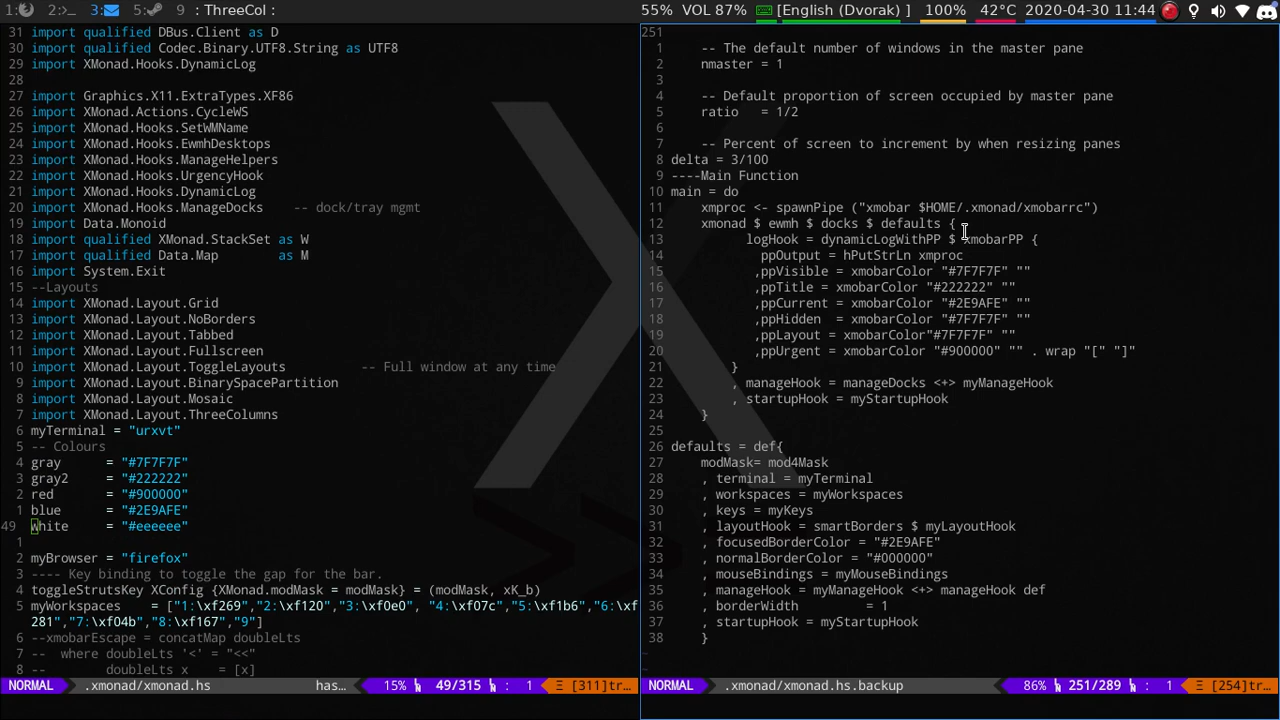 1: 2: 3: 5: 9 : ThreeCol : 55% VOL 87% [English (Dvorak) ] 100% 42°C 2020-04-30 11:44
31 import qualified DBus.Client as D
30 import qualified Codec.Binary.UTF8.String as UTF8
29 import XMonad.Hooks.DynamicLog
28
27 import Graphics.X11.ExtraTypes.XF86
26 import XMonad.Actions.CycleWS
25 import XMonad.Hooks.SetWMName
24 import XMonad.Hooks.EwmhDesktops
23 import XMonad.Hooks.ManageHelpers
22 import XMonad.Hooks.UrgencyHook
21 import XMonad.Hooks.DynamicLog
20 import XMonad.Hooks.ManageDocks    -- dock/tray mgmt
19 import Data.Monoid
18 import qualified XMonad.StackSet as W
17 import qualified Data.Map        as M
16 import System.Exit
15 --Layouts
14 import XMonad.Layout.Grid
13 import XMonad.Layout.NoBorders
12 import XMonad.Layout.Tabbed
11 import XMonad.Layout.Fullscreen
10 import XMonad.Layout.ToggleLayouts          -- Full window at any time
9 import XMonad.Layout.BinarySpacePartition
8 import XMonad.Layout.Mosaic
7 import XMonad.Layout.ThreeColumns
6 myTerminal = "urxvt"
5 -- Colours
4 gray      = "#7F7F7F"
3 gray2     = "#222222"
2 red       = "#900000"
1 blue      = "#2E9AFE"
49 white     = "#eeeeee"
1
2 myBrowser = "firefox"
3 ---- Key binding to toggle the gap for the bar.
4 toggleStrutsKey XConfig {XMonad.modMask = modMask} = (modMask, xK_b)
5 myWorkspaces    = ["1:\xf269","2:\xf120","3:\xf0e0", "4:\xf07c","5:\xf1b6","6:\xf
281","7:\xf04b","8:\xf167","9"]
6 --xmobarEscape = concatMap doubleLts
7 --  where doubleLts '<' = "<<"
8 --        doubleLts x    = [x]
NORMAL .xmonad/xmonad.hs has… 15% 49/315 : 1 Ξ [311]tr…
251
1     -- The default number of windows in the master pane
2     nmaster = 1
3
4     -- Default proportion of screen occupied by master pane
5     ratio   = 1/2
6
7     -- Percent of screen to increment by when resizing panes
8 delta = 3/100
9 ----Main Function
10 main = do
11     xmproc <- spawnPipe ("xmobar $HOME/.xmonad/xmobarrc")
12     xmonad $ ewmh $ docks $ defaults {
13           logHook = dynamicLogWithPP $ xmobarPP {
14             ppOutput = hPutStrLn xmproc
15            ,ppVisible = xmobarColor "#7F7F7F" ""
16            ,ppTitle = xmobarColor "#222222" ""
17            ,ppCurrent = xmobarColor "#2E9AFE" ""
18            ,ppHidden  = xmobarColor "#7F7F7F" ""
19            ,ppLayout = xmobarColor"#7F7F7F" ""
20            ,ppUrgent = xmobarColor "#900000" "" . wrap "[" "]"
21         }
22         , manageHook = manageDocks <+> myManageHook
23         , startupHook = myStartupHook
24     }
25
26 defaults = def{
27     modMask= mod4Mask
28     , terminal = myTerminal
29     , workspaces = myWorkspaces
30     , keys = myKeys
31     , layoutHook = smartBorders $ myLayoutHook
32     , focusedBorderColor = "#2E9AFE"
33     , normalBorderColor = "#000000"
34     , mouseBindings = myMouseBindings
35     , manageHook = myManageHook <+> manageHook def
36     , borderWidth         = 1
37     , startupHook = myStartupHook
38     }
~
~
NORMAL .xmonad/xmonad.hs.backup 86% 251/289 : 1 Ξ [254]tr…